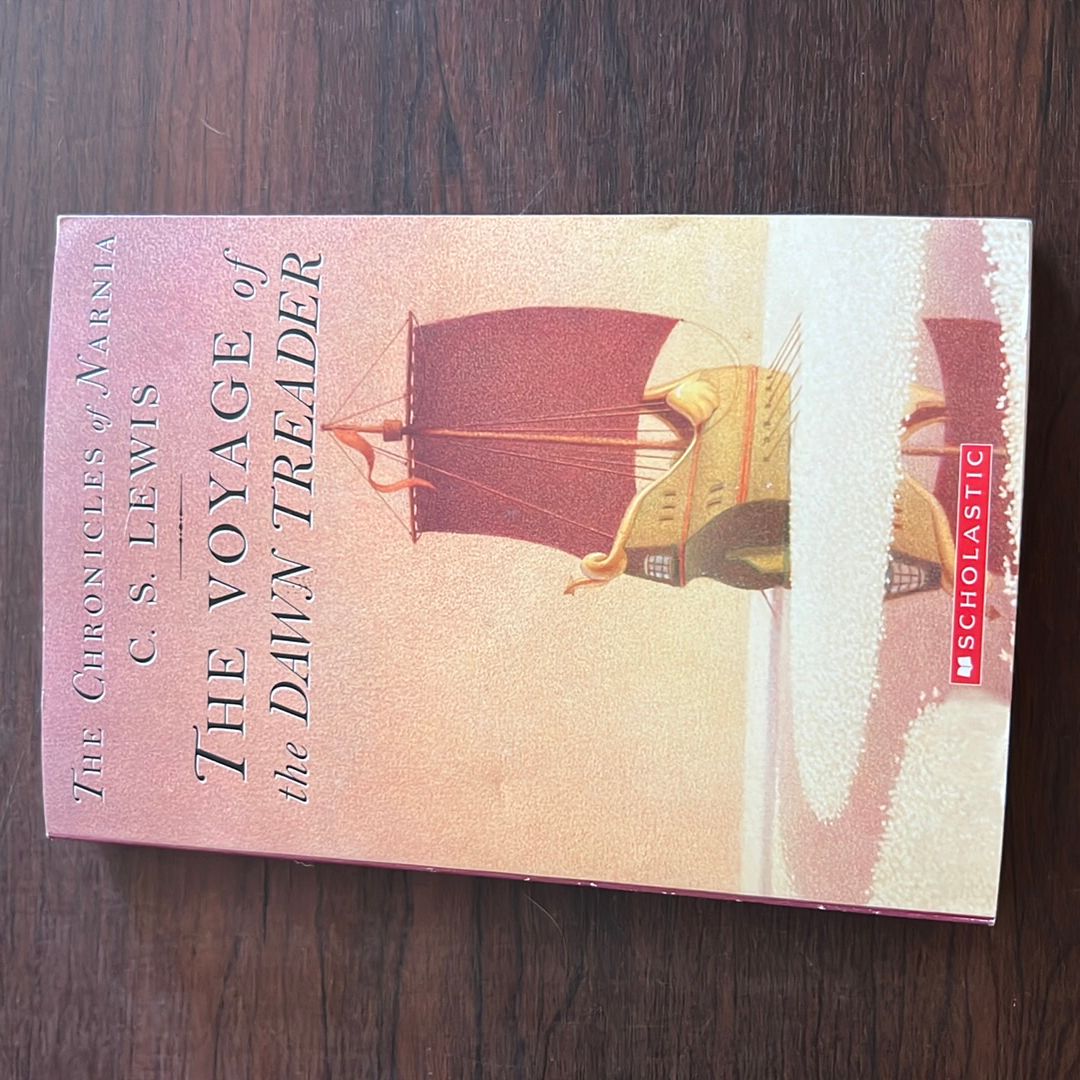 THE CHRONICLES of NARNIA
C. S. LEWIS
THE VOYAGE of
the DAWN TREADER
SCHOLASTIC